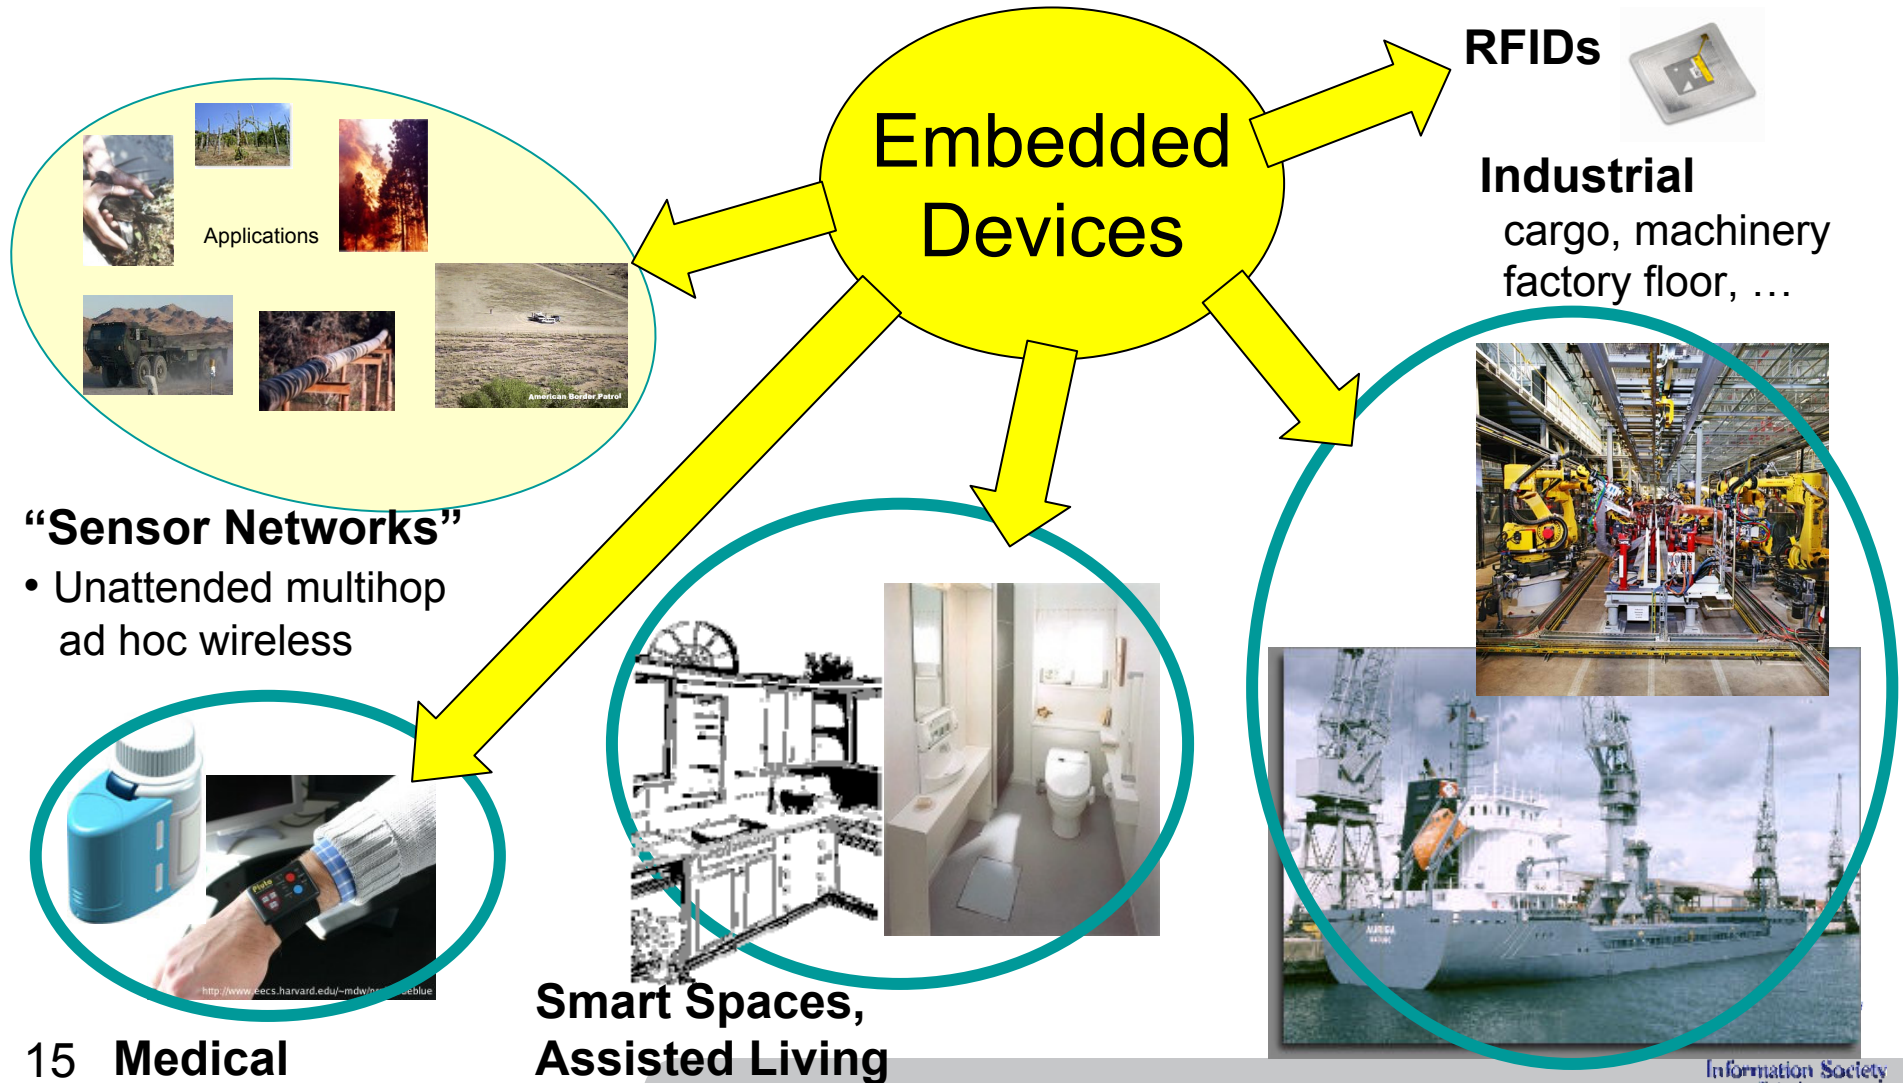 Embedded
Devices
RFIDs
Industrial
cargo, machinery
factory floor, …
Applications
American Border Patrol
“Sensor Networks”
• Unattended multihop
ad hoc wireless
Pluto
http://www.eecs.harvard.edu/~mdw/
Medical
Smart Spaces,
Assisted Living
15
Information Society